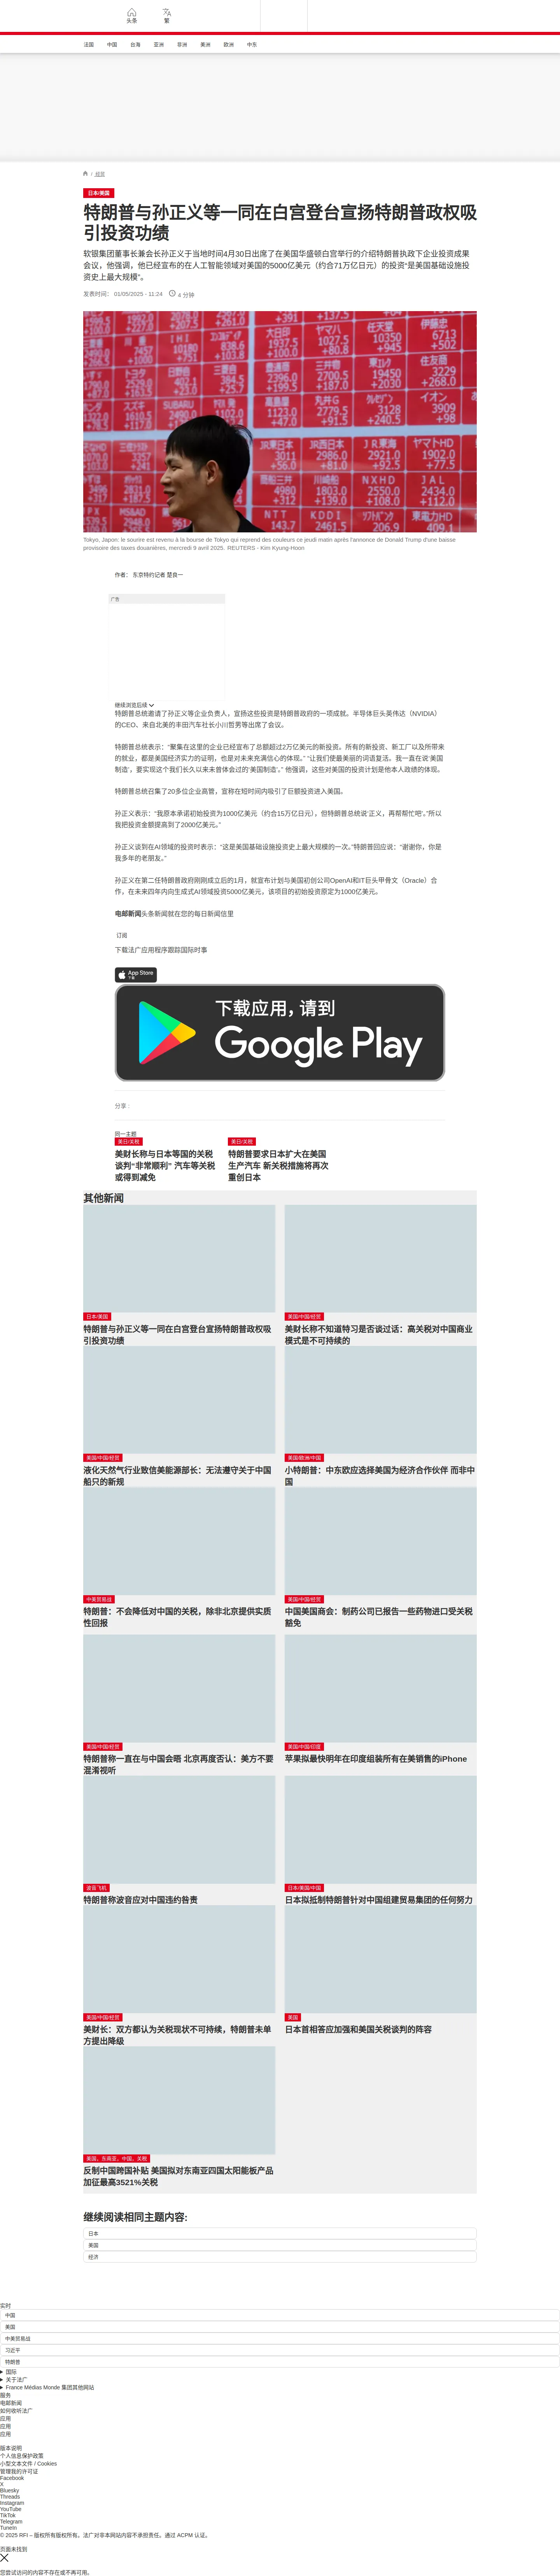 头条
繁
法国
中国
台海
亚洲
非洲
美洲
欧洲
中东
/ 经贸
日本/美国
特朗普与孙正义等一同在白宫登台宣扬特朗普政权吸
引投资功绩
软银集团董事长兼会长孙正义于当地时间4月30日出席了在美国华盛顿白宫举行的介绍特朗普执政下企业投资成果
会议，他强调，他已经宣布的在人工智能领域对美国的5000亿美元（约合71万亿日元）的投资“是美国基础设施投
资史上最大规模”。
发表时间： 01/05/2025 - 11:24
4 分钟
Tokyo, Japon: le sourire est revenu à la bourse de Tokyo qui reprend des couleurs ce jeudi matin après l'annonce de Donald Trump d'une baisse
provisoire des taxes douanières, mercredi 9 avril 2025. REUTERS - Kim Kyung-Hoon
作者： 东京特约记者 楚良一
广告
继续浏览后续
特朗普总统邀请了孙正义等企业负责人，宣扬这些投资是特朗普政府的一项成就。半导体巨头英伟达（NVIDIA）
的CEO、来自北美的丰田汽车社长小川哲男等出席了会议。
特朗普总统表示：“聚集在这里的企业已经宣布了总额超过2万亿美元的新投资。所有的新投资、新工厂以及所带来
的就业，都是美国经济实力的证明，也是对未来充满信心的体现。” “让我们使最美丽的词语复活。我一直在说‘美国
制造’，要实现这个我们长久以来未曾体会过的‘美国制造’。” 他强调，这些对美国的投资计划是他本人政绩的体现。
特朗普总统召集了20多位企业高管，宣称在短时间内吸引了巨额投资进入美国。
孙正义表示：“我原本承诺初始投资为1000亿美元（约合15万亿日元），但特朗普总统说‘正义，再帮帮忙吧’。”所以
我把投资金额提高到了2000亿美元。”
孙正义谈到在AI领域的投资时表示：“这是美国基础设施投资史上最大规模的一次。”特朗普回应说：“谢谢你，你是
我多年的老朋友。”
孙正义在第二任特朗普政府刚刚成立后的1月，就宣布计划与美国初创公司OpenAI和IT巨头甲骨文（Oracle）合
作，在未来四年内向生成式AI领域投资5000亿美元，该项目的初始投资原定为1000亿美元。
电邮新闻头条新闻就在您的每日新闻信里
订阅
下载法广应用程序跟踪国际时事
App Store
下载
下载应用，请到
Google Play
分享 :
同一主题
美日/关税
美财长称与日本等国的关税
谈判“非常顺利” 汽车等关税
或得到减免
美日/关税
特朗普要求日本扩大在美国
生产汽车 新关税措施将再次
重创日本
其他新闻
日本/美国
特朗普与孙正义等一同在白宫登台宣扬特朗普政权吸
引投资功绩
美国/中国/经贸
美财长称不知道特习是否谈过话：高关税对中国商业
模式是不可持续的
美国/中国/经贸
液化天然气行业致信美能源部长：无法遵守关于中国
船只的新规
美国/欧洲/中国
小特朗普：中东欧应选择美国为经济合作伙伴 而非中
国
中美贸易战
特朗普：不会降低对中国的关税，除非北京提供实质
性回报
美国/中国/经贸
中国美国商会：制药公司已报告一些药物进口受关税
豁免
美国/中国/经贸
特朗普称一直在与中国会晤 北京再度否认：美方不要
混淆视听
美国/中国/印度
苹果拟最快明年在印度组装所有在美销售的iPhone
波音飞机
特朗普称波音应对中国违约咎责
日本/美国/中国
日本拟抵制特朗普针对中国组建贸易集团的任何努力
美国/中国/经贸
美财长：双方都认为关税现状不可持续，特朗普未单
方提出降级
美国
日本首相答应加强和美国关税谈判的阵容
美国，东南亚，中国，关税
反制中国跨国补贴 美国拟对东南亚四国太阳能板产品
加征最高3521%关税
继续阅读相同主题内容:
日本
美国
经济
实时
中国
美国
中美贸易战
习近平
特朗普
国际
关于法广
France Médias Monde 集团其他网站
服务
电邮新闻
如何收听法广
应用
应用
应用
版本说明
个人信息保护政策
小型文本文件 / Cookies
管理我的许可证
Facebook
X
Bluesky
Threads
Instagram
YouTube
TikTok
Telegram
TuneIn
© 2025 RFI – 版权所有版权所有。法广对非本网站内容不承担责任。通过 ACPM 认证。
页面未找到
您尝试访问的内容不存在或不再可用。